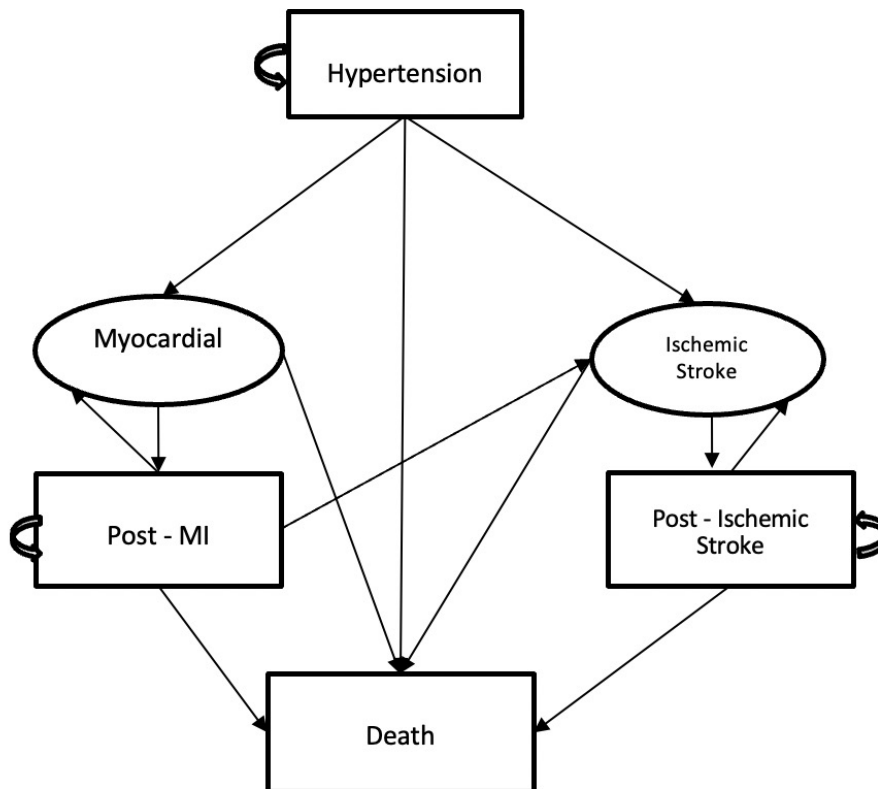 Hypertension
Myocardial
Ischemic
Stroke
Post - MI
Post - Ischemic
Stroke
Death